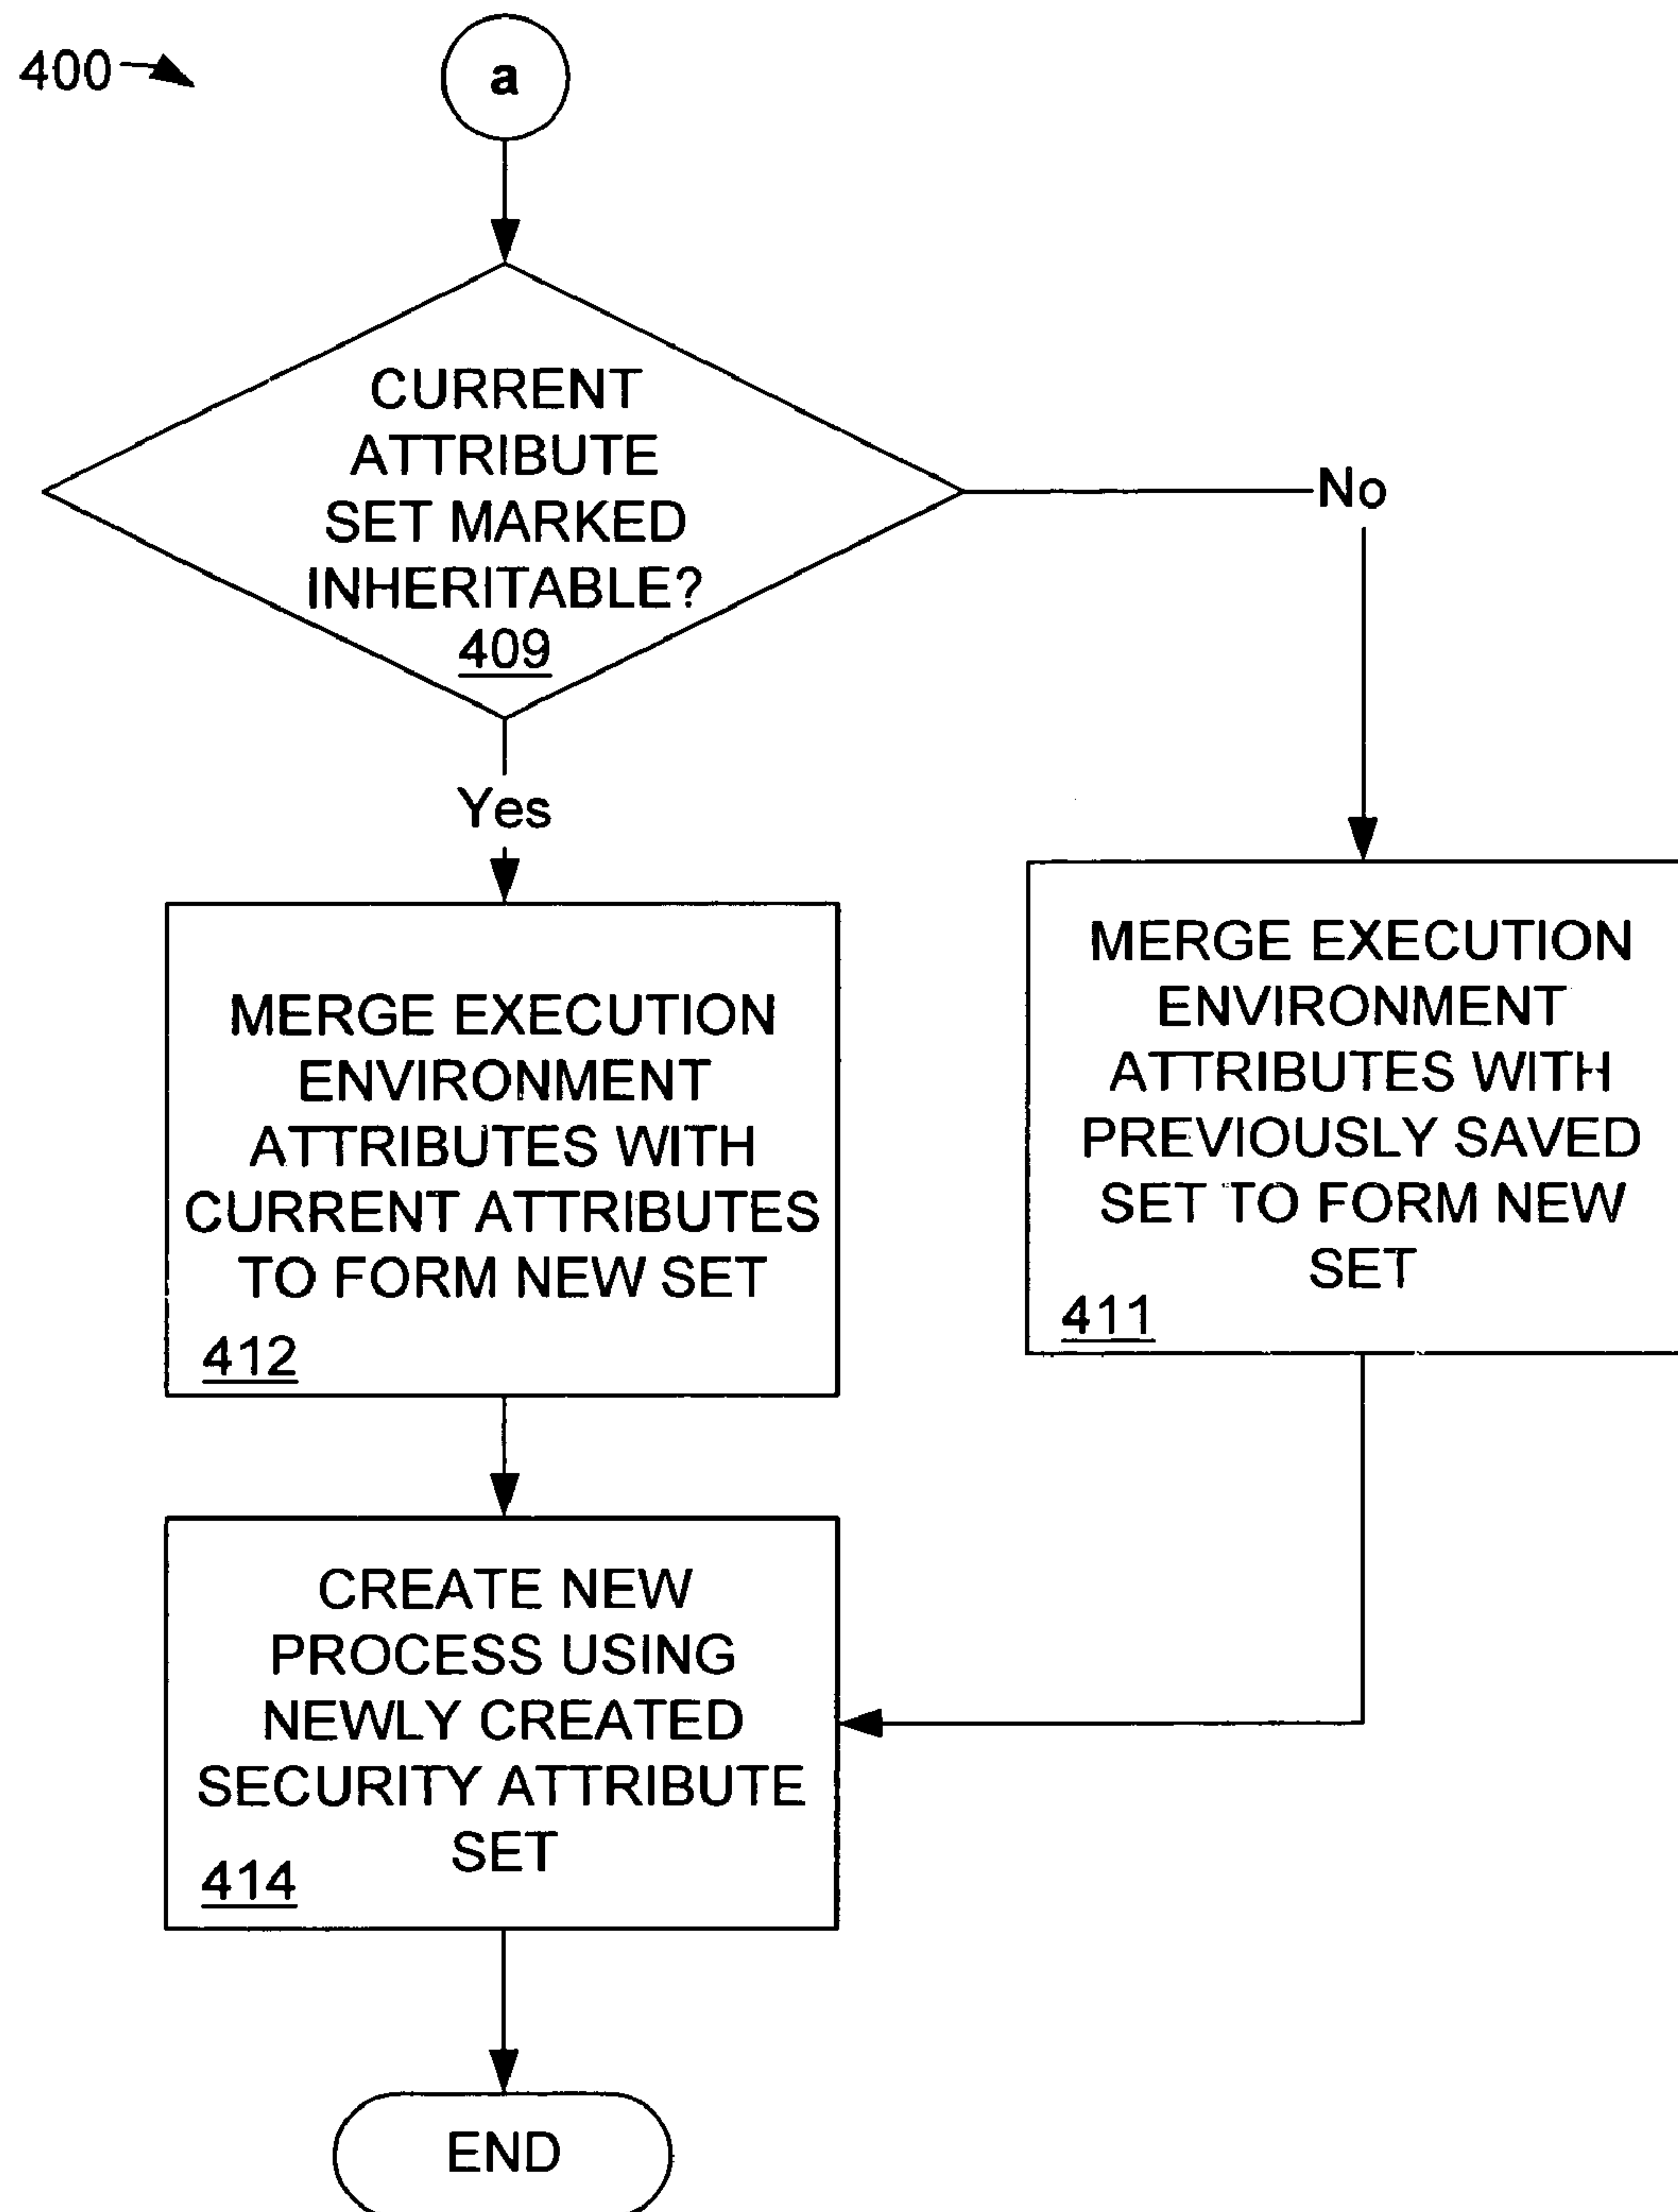 400
a
CURRENT
ATTRIBUTE
SET MARKED
INHERITABLE?
409
No
Yes
MERGE EXECUTION
ENVIRONMENT
ATTRIBUTES WITH
CURRENT ATTRIBUTES
TO FORM NEW SET
412
MERGE EXECUTION
ENVIRONMENT
ATTRIBUTES WITH
PREVIOUSLY SAVED
SET TO FORM NEW
SET
411
CREATE NEW
PROCESS USING
NEWLY CREATED
SECURITY ATTRIBUTE
SET
414
END